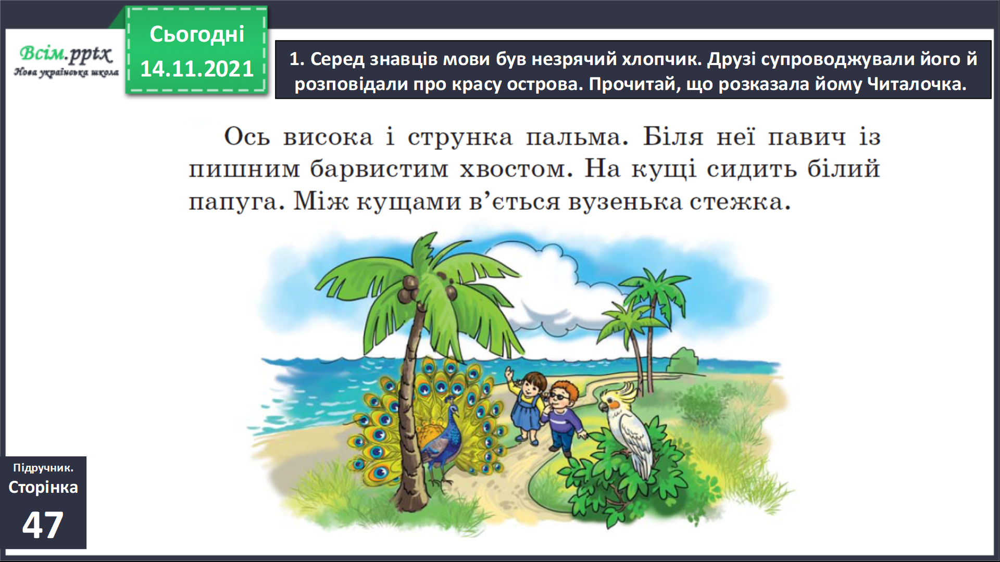 Всім.pptx
Нова українська школа
Сьогодні
14.11.2021
1. Серед знавців мови був незрячий хлопчик. Друзі супроводжували його й
розповідали про красу острова. Прочитай, що розказала йому Читалочка.
Ось висока і струнка пальма. Біля неї павич із
пишним барвистим хвостом. На кущі сидить білий
папуга. Між кущами в’ється вузенька стежка.
Підручник.
Сторінка
47